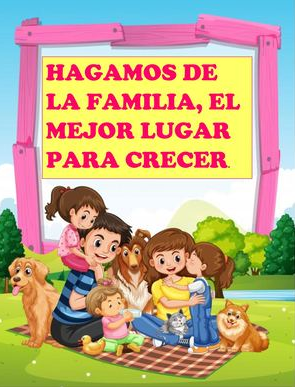 HAGAMOS DE
LA FAMILIA, EL
MEJOR LUGAR
PARA CRECER.